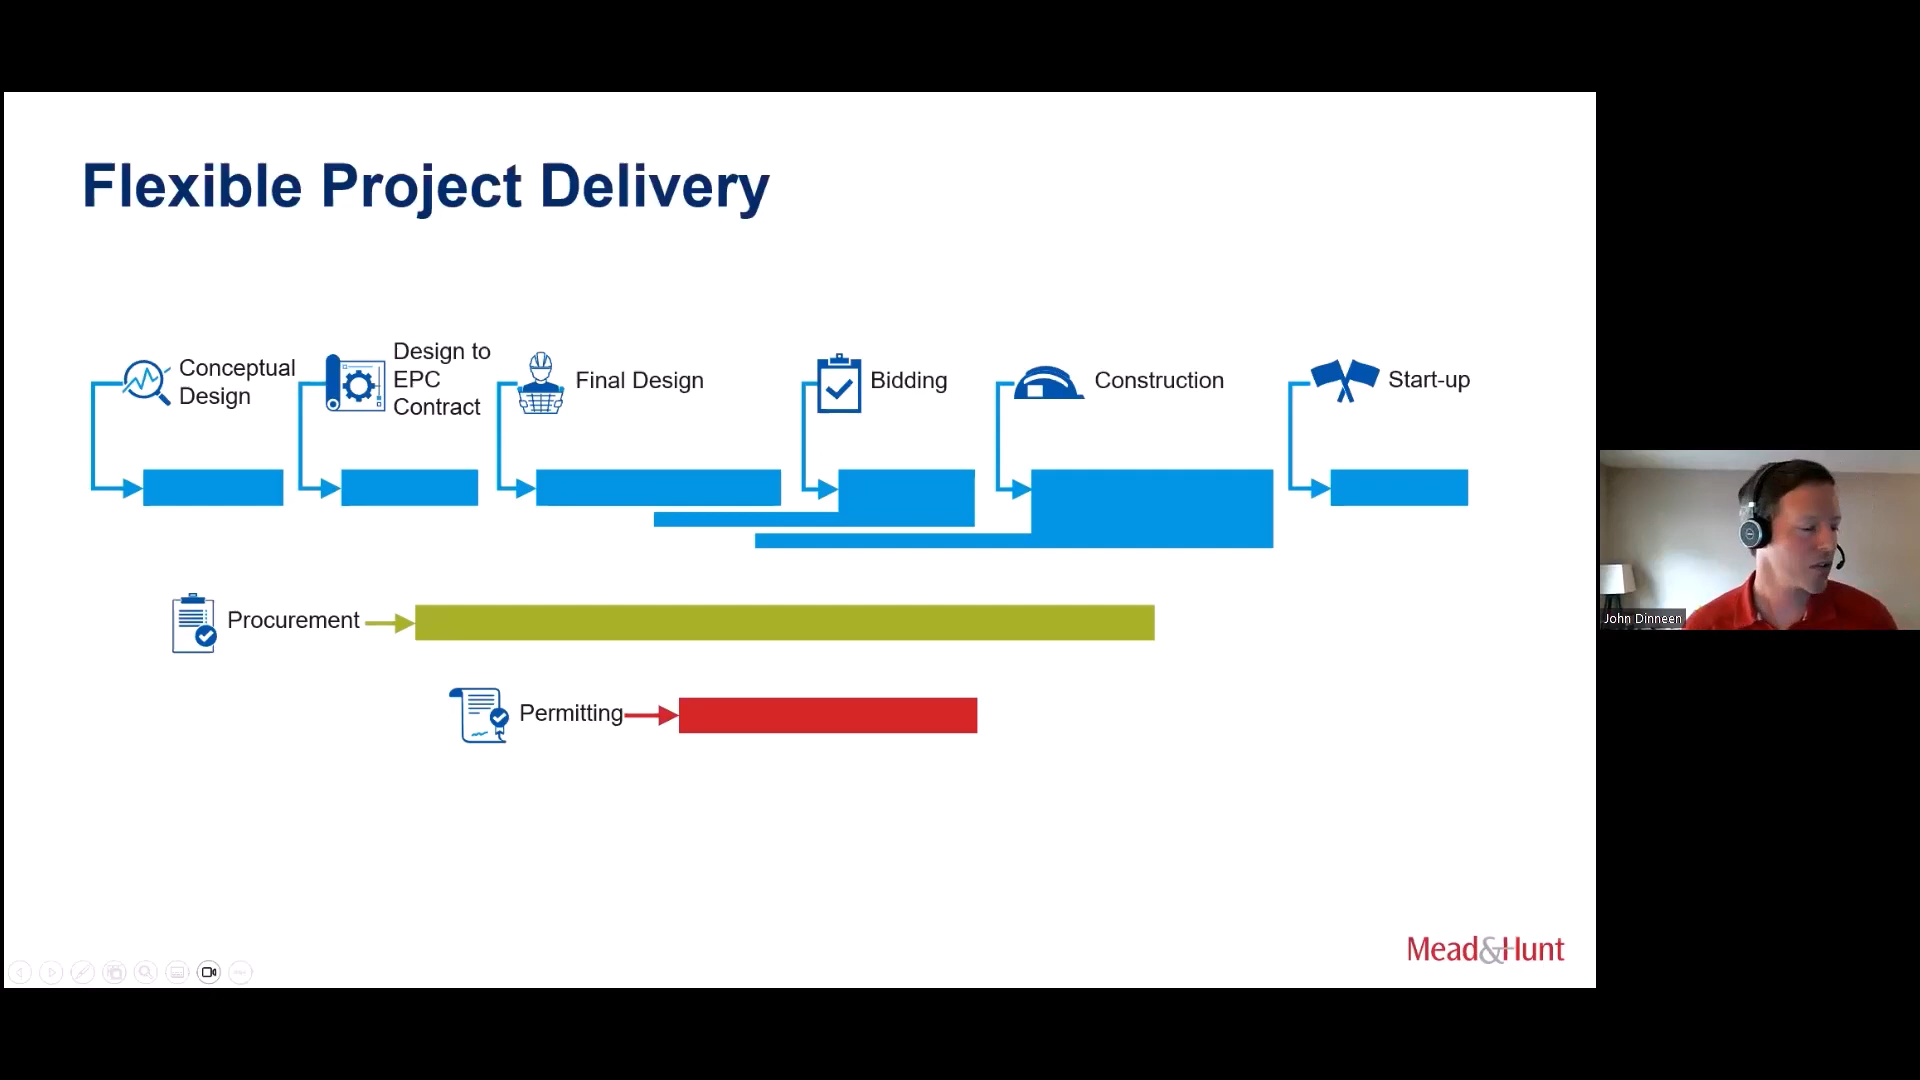 Flexible Project Delivery
Conceptual
Design
Design to
EPC
Contract
Final Design
Bidding
Construction
Start-up
Procurement
Permitting
Mead&Hunt
John Dinneen